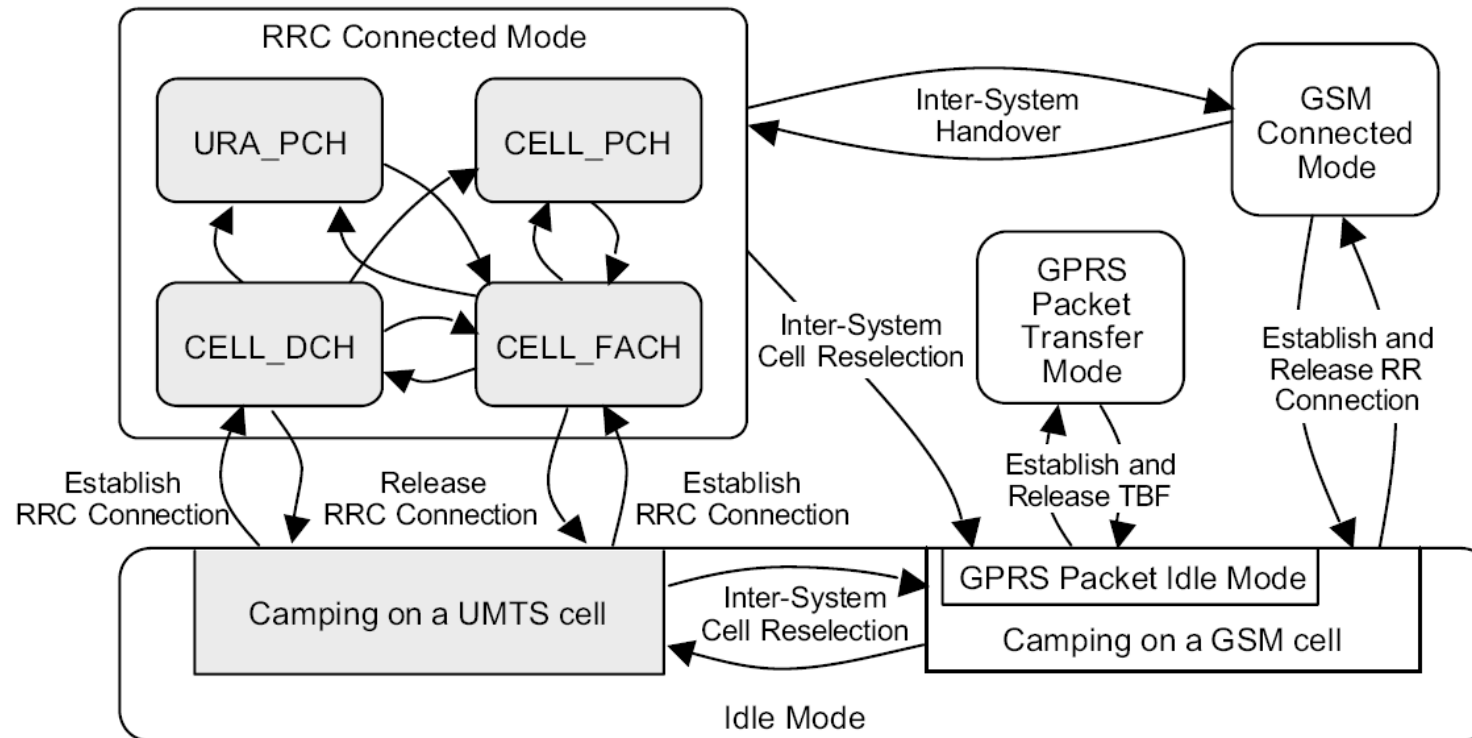 RRC Connected Mode
URA_PCH
CELL_PCH
CELL_DCH
CELL_FACH
Inter-System
Handover
GSM
Connected
Mode
GPRS
Packet
Transfer
Mode
Inter-System
Cell Reselection
Establish and
Release RR
Connection
Establish and
Release TBF
Establish
RRC Connection
Release
RRC Connection
Establish
RRC Connection
Camping on a UMTS cell
Inter-System
Cell Reselection
GPRS Packet Idle Mode
Camping on a GSM cell
Idle Mode